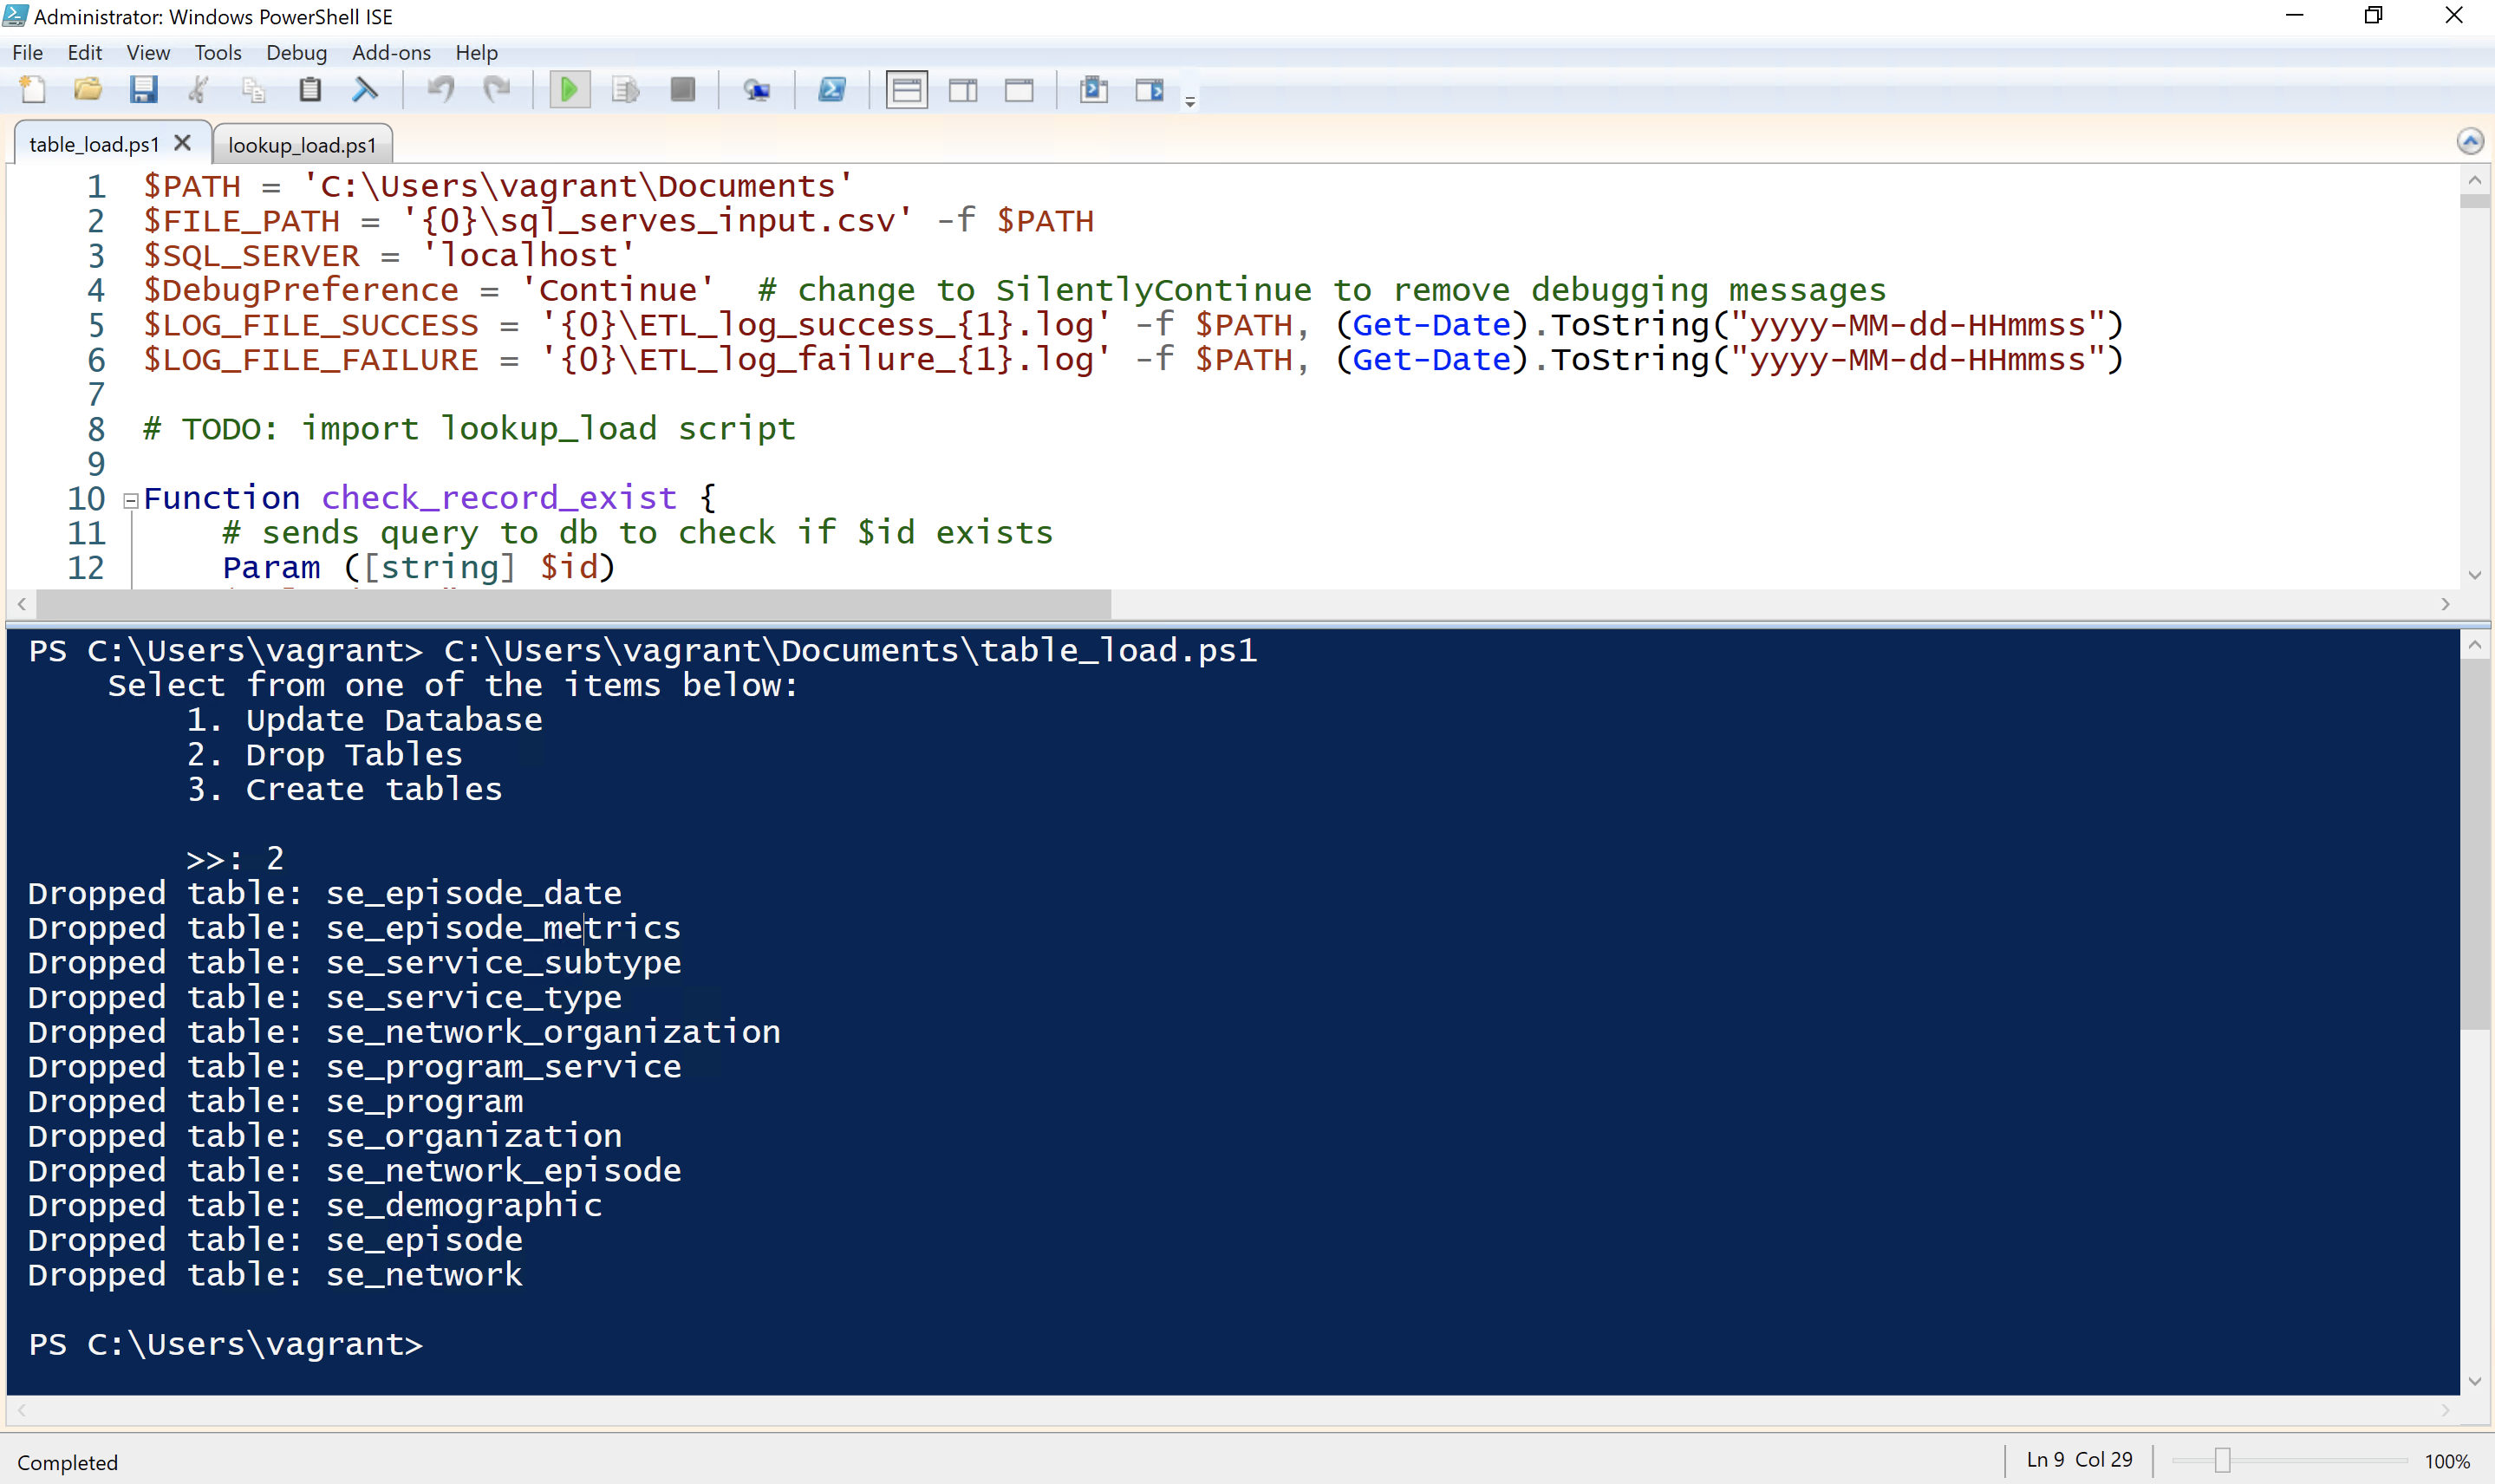 Administrator: Windows PowerShell ISE
File Edit View Tools Debug Add-ons Help
table_load.ps1 lookup_load.ps1
1 $PATH = 'C:\Users\vagrant\Documents'
2 $FILE_PATH = '{0}\sql_serves_input.csv' -f $PATH
3 $SQL_SERVER = 'localhost'
4 $DebugPreference = 'Continue'  # change to SilentlyContinue to remove debugging messages
5 $LOG_FILE_SUCCESS = '{0}\ETL_log_success_{1}.log' -f $PATH, (Get-Date).ToString("yyyy-MM-dd-HHmmss")
6 $LOG_FILE_FAILURE = '{0}\ETL_log_failure_{1}.log' -f $PATH, (Get-Date).ToString("yyyy-MM-dd-HHmmss")
7
8 # TODO: import lookup_load script
9
10 Function check_record_exist {
11     # sends query to db to check if $id exists
12     Param ([string] $id)
PS C:\Users\vagrant> C:\Users\vagrant\Documents\table_load.ps1
    Select from one of the items below:
        1. Update Database
        2. Drop Tables
        3. Create tables
        >>: 2
Dropped table: se_episode_date
Dropped table: se_episode_metrics
Dropped table: se_service_subtype
Dropped table: se_service_type
Dropped table: se_network_organization
Dropped table: se_program_service
Dropped table: se_program
Dropped table: se_organization
Dropped table: se_network_episode
Dropped table: se_demographic
Dropped table: se_episode
Dropped table: se_network
PS C:\Users\vagrant>
Completed Ln 9 Col 29 100%